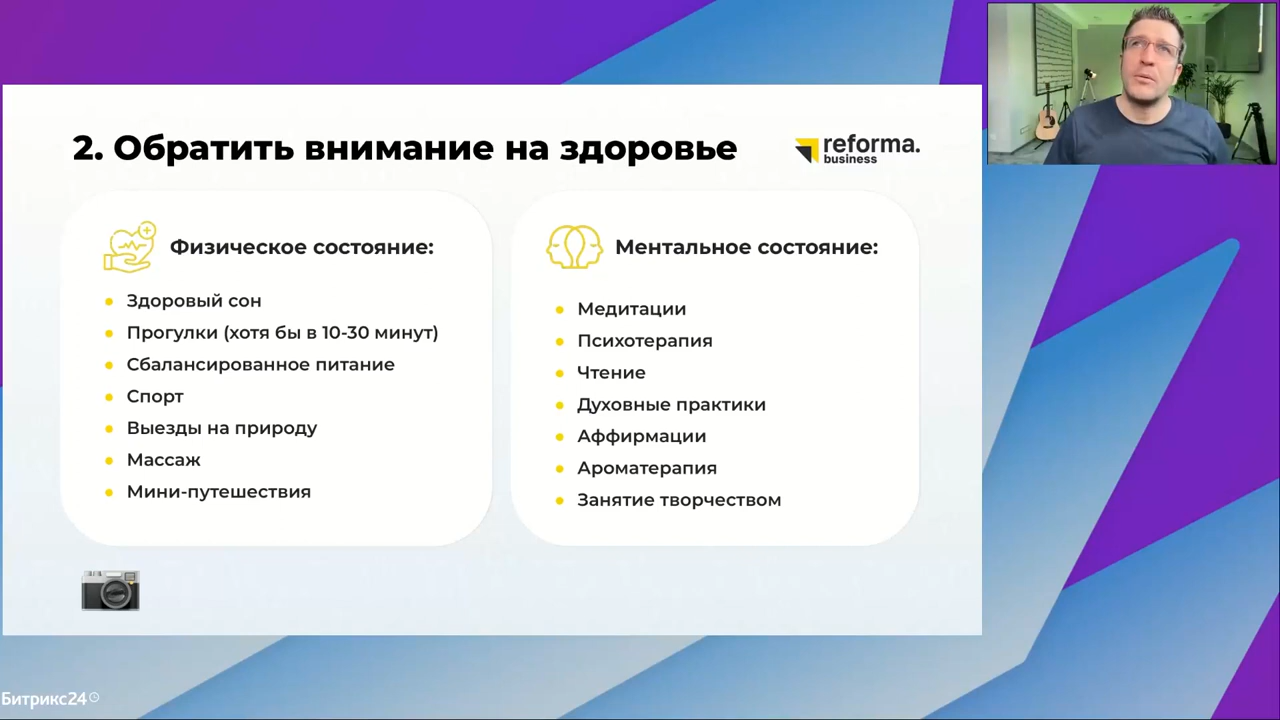 2. Обратить внимание на здоровье
reforma.
business
Физическое состояние:
Здоровый сон
Прогулки (хотя бы в 10-30 минут)
Сбалансированное питание
Спорт
Выезды на природу
Массаж
Мини-путешествия
Ментальное состояние:
Медитации
Психотерапия
Чтение
Духовные практики
Аффирмации
Ароматерапия
Занятие творчеством
Битрикс24